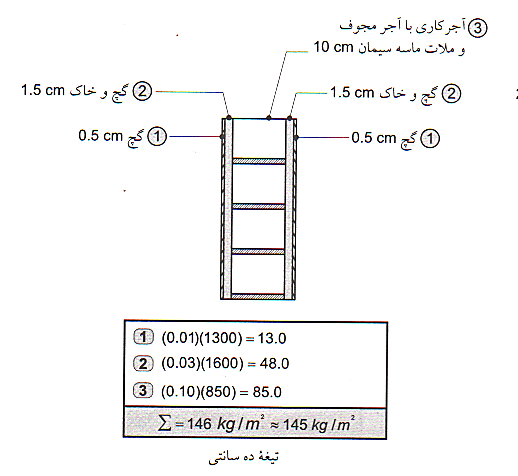 ③ آجرکاری با آجر مجوف
و ملات ماسه سیمان 10 cm
② گچ و خاک 1.5 cm
② گچ و خاک 1.5 cm
① گچ 0.5 cm
① گچ 0.5 cm
1 (0.01)(1300) = 13.0
2 (0.03)(1600) = 48.0
3 (0.10)(850) = 85.0
∑ = 146 kg / m² ≈ 145 kg / m²
تیغهٔ ده سانتی